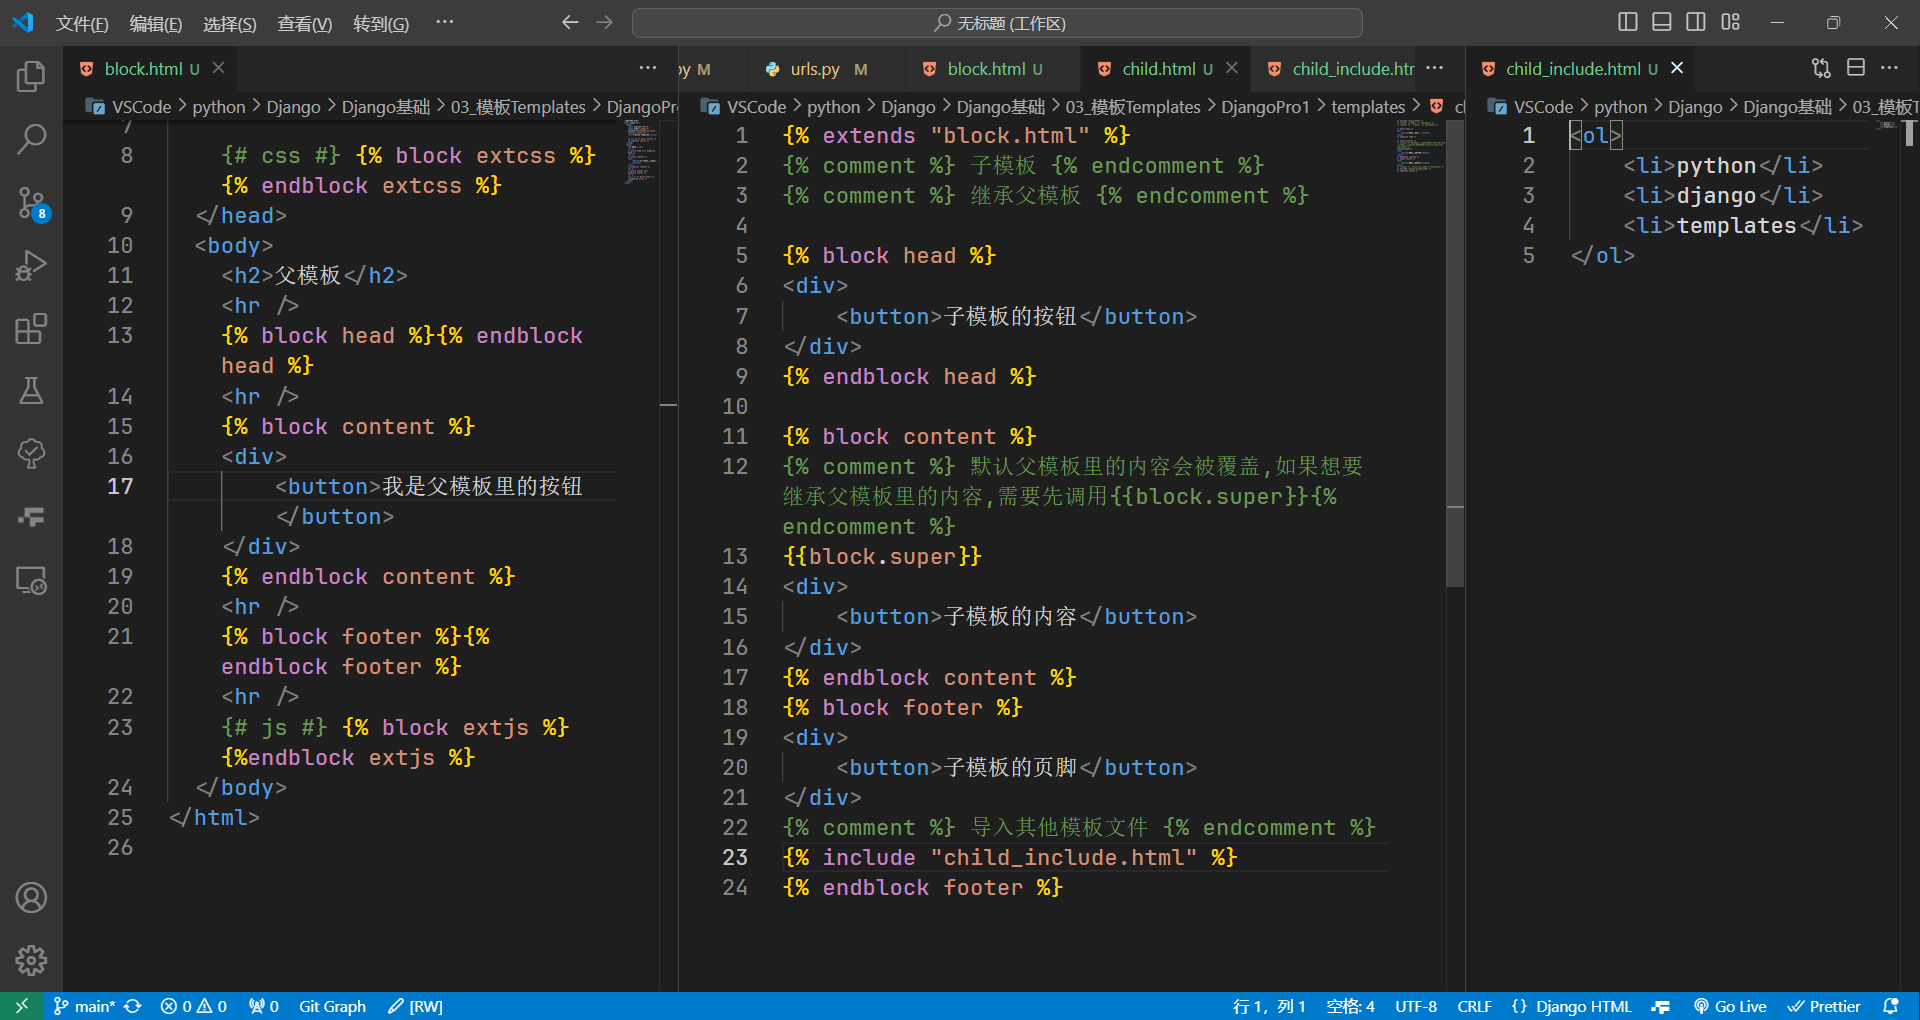 文件(F) 编辑(E) 选择(S) 查看(V) 转到(G) ··· 无标题 (工作区)
block.html U
VSCode > python > Django > Django基础 > 03_模板Templates > DjangoPr
7
8 {# css #} {% block extcss %}
{% endblock extcss %}
9 </head>
10 <body>
11 <h2>父模板</h2>
12 <hr />
13 {% block head %}{% endblock
head %}
14 <hr />
15 {% block content %}
16 <div>
17 <button>我是父模板里的按钮
</button>
18 </div>
19 {% endblock content %}
20 <hr />
21 {% block footer %}{%
endblock footer %}
22 <hr />
23 {# js #} {% block extjs %}
{%endblock extjs %}
24 </body>
25 </html>
26
py M urls.py M block.html U child.html U child_include.htr
VSCode > python > Django > Django基础 > 03_模板Templates > DjangoPro1 > templates > c
1 {% extends "block.html" %}
2 {% comment %} 子模板 {% endcomment %}
3 {% comment %} 继承父模板 {% endcomment %}
4
5 {% block head %}
6 <div>
7 <button>子模板的按钮</button>
8 </div>
9 {% endblock head %}
10
11 {% block content %}
12 {% comment %} 默认父模板里的内容会被覆盖,如果想要
继承父模板里的内容,需要先调用{{block.super}}{%
endcomment %}
13 {{block.super}}
14 <div>
15 <button>子模板的内容</button>
16 </div>
17 {% endblock content %}
18 {% block footer %}
19 <div>
20 <button>子模板的页脚</button>
21 </div>
22 {% comment %} 导入其他模板文件 {% endcomment %}
23 {% include "child_include.html" %}
24 {% endblock footer %}
child_include.html U
VSCode > python > Django > Django基础 > 03_模板T
1 <ol>
2 <li>python</li>
3 <li>django</li>
4 <li>templates</li>
5 </ol>
8
main* 0 0 0 Git Graph [RW] 行 1，列 1 空格: 4 UTF-8 CRLF {} Django HTML Go Live Prettier